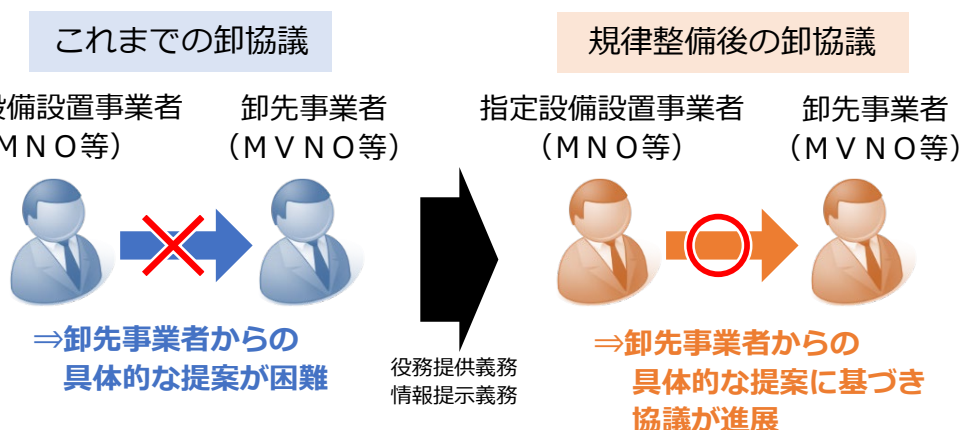 これまでの卸協議
設備設置事業者
ＭＮＯ等）
卸先事業者
（ＭＶＮＯ等）
⇒卸先事業者からの
具体的な提案が困難
役務提供義務
情報提示義務
規律整備後の卸協議
指定設備設置事業者
（ＭＮＯ等）
卸先事業者
（ＭＶＮＯ等）
⇒卸先事業者からの
具体的な提案に基づき
協議が進展